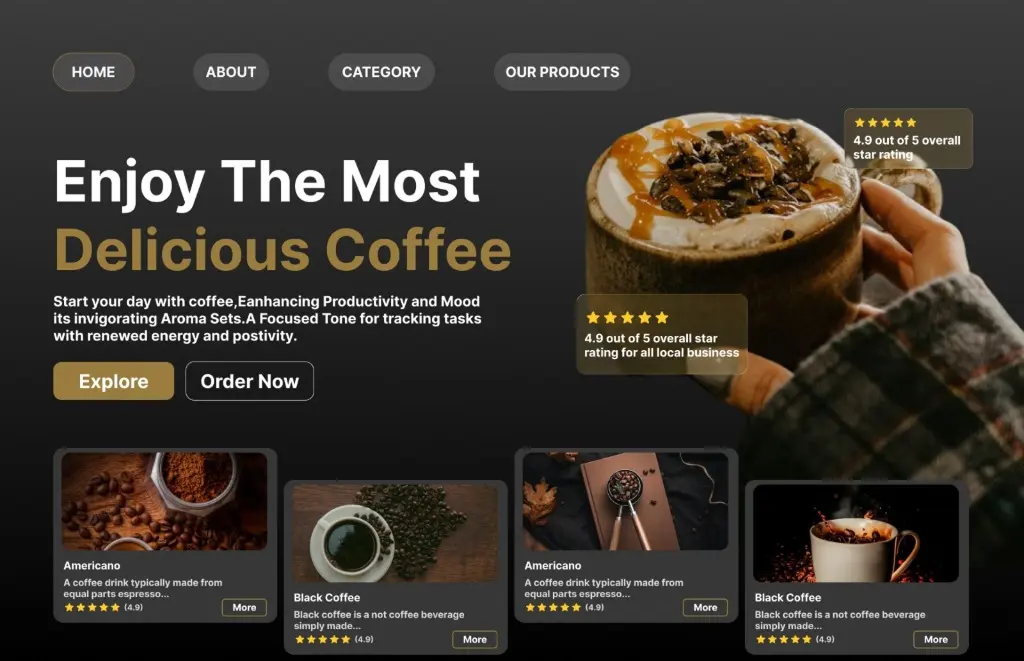 HOME
ABOUT
CATEGORY
OUR PRODUCTS
4.9 out of 5 overall
star rating
Enjoy The Most
Delicious Coffee
Start your day with coffee,Eanhancing Productivity and Mood
its invigorating Aroma Sets.A Focused Tone for tracking tasks
with renewed energy and postivity.
4.9 out of 5 overall star
rating for all local business
Explore
Order Now
Americano
A coffee drink typically made from
equal parts espresso...
(4.9)
More
Black Coffee
Black coffee is a not coffee beverage
simply made...
(4.9)
More
Americano
A coffee drink typically made from
equal parts espresso...
(4.9)
More
Black Coffee
Black coffee is a not coffee beverage
simply made...
(4.9)
More